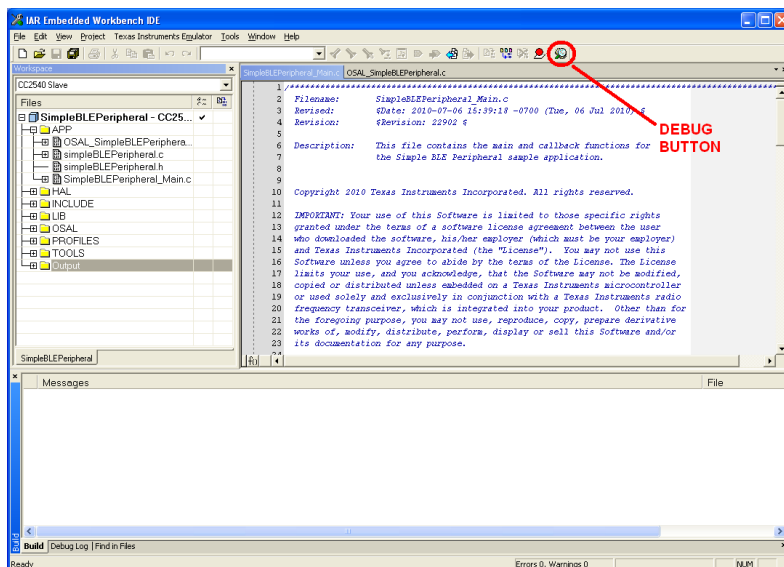 IAR Embedded Workbench IDE
File Edit View Project Texas Instruments Emulator Tools Window Help
Workspace
CC2540 Slave
Files
SimpleBLEPeripheral - CC25...
APP
OSAL_SimpleBLEPeriphera...
simpleBLEPeripheral.c
simpleBLEPeripheral.h
SimpleBLEPeripheral_Main.c
HAL
INCLUDE
LIB
OSAL
PROFILES
TOOLS
Output
SimpleBLEPeripheral
SimpleBLEPeripheral_Main.c OSAL_SimpleBLEPeripheral.c
1 /******************************************************************************
2 Filename: SimpleBLEPeripheral_Main.c
3 Revised: $Date: 2010-07-06 15:39:18 -0700 (Tue, 06 Jul 2010) $
4 Revision: $Revision: 22902 $
5
6 Description: This file contains the main and callback functions for
7 the Simple BLE Peripheral sample application.
8
9
10 Copyright 2010 Texas Instruments Incorporated. All rights reserved.
11
12 IMPORTANT: Your use of this Software is limited to those specific rights
13 granted under the terms of a software license agreement between the user
14 who downloaded the software, his/her employer (which must be your employer)
15 and Texas Instruments Incorporated (the "License"). You may not use this
16 Software unless you agree to abide by the terms of the License. The License
17 limits your use, and you acknowledge, that the Software may not be modified,
18 copied or distributed unless embedded on a Texas Instruments microcontroller
19 or used solely and exclusively in conjunction with a Texas Instruments radio
20 frequency transceiver, which is integrated into your product. Other than for
21 the foregoing purpose, you may not use, reproduce, copy, prepare derivative
22 works of, modify, distribute, perform, display or sell this Software and/or
23 its documentation for any purpose.
24
DEBUG
BUTTON
f()
Messages File
Build
Build Debug Log Find in Files
Ready Errors 0, Warnings 0 NUM